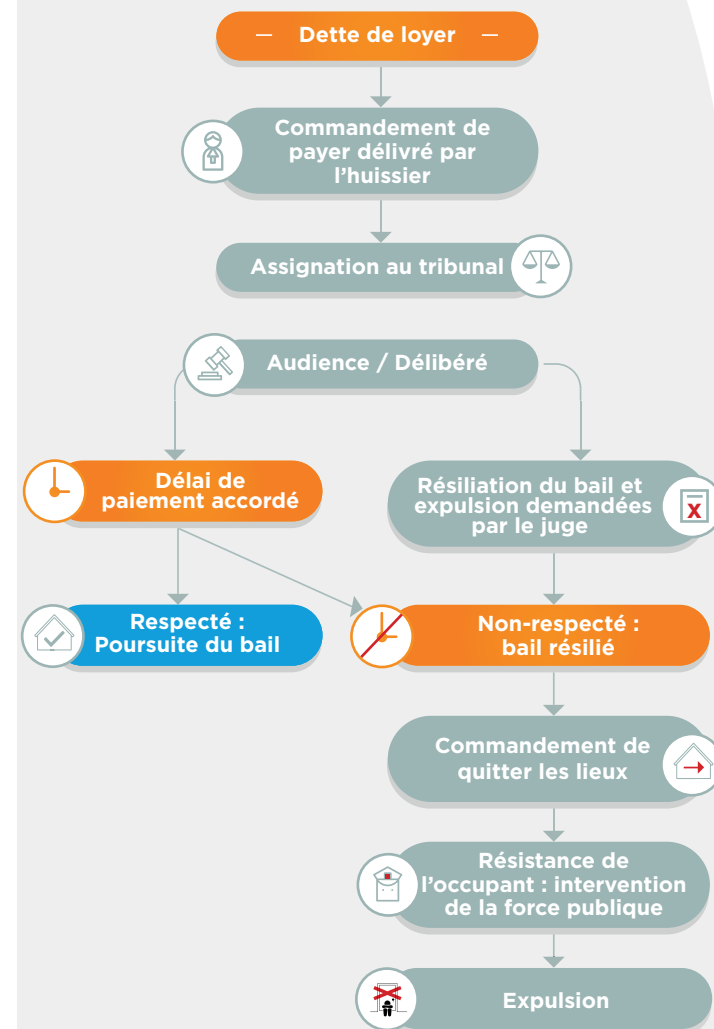 Dette de loyer
Commandement de
payer délivré par
l’huissier
Assignation au tribunal
Audience / Délibéré
Délai de
paiement accordé
Résiliation du bail et
expulsion demandées
par le juge
X
Respecté :
Poursuite du bail
Non-respecté :
bail résilié
Commandement de
quitter les lieux
Résistance de
l’occupant : intervention
de la force publique
Expulsion